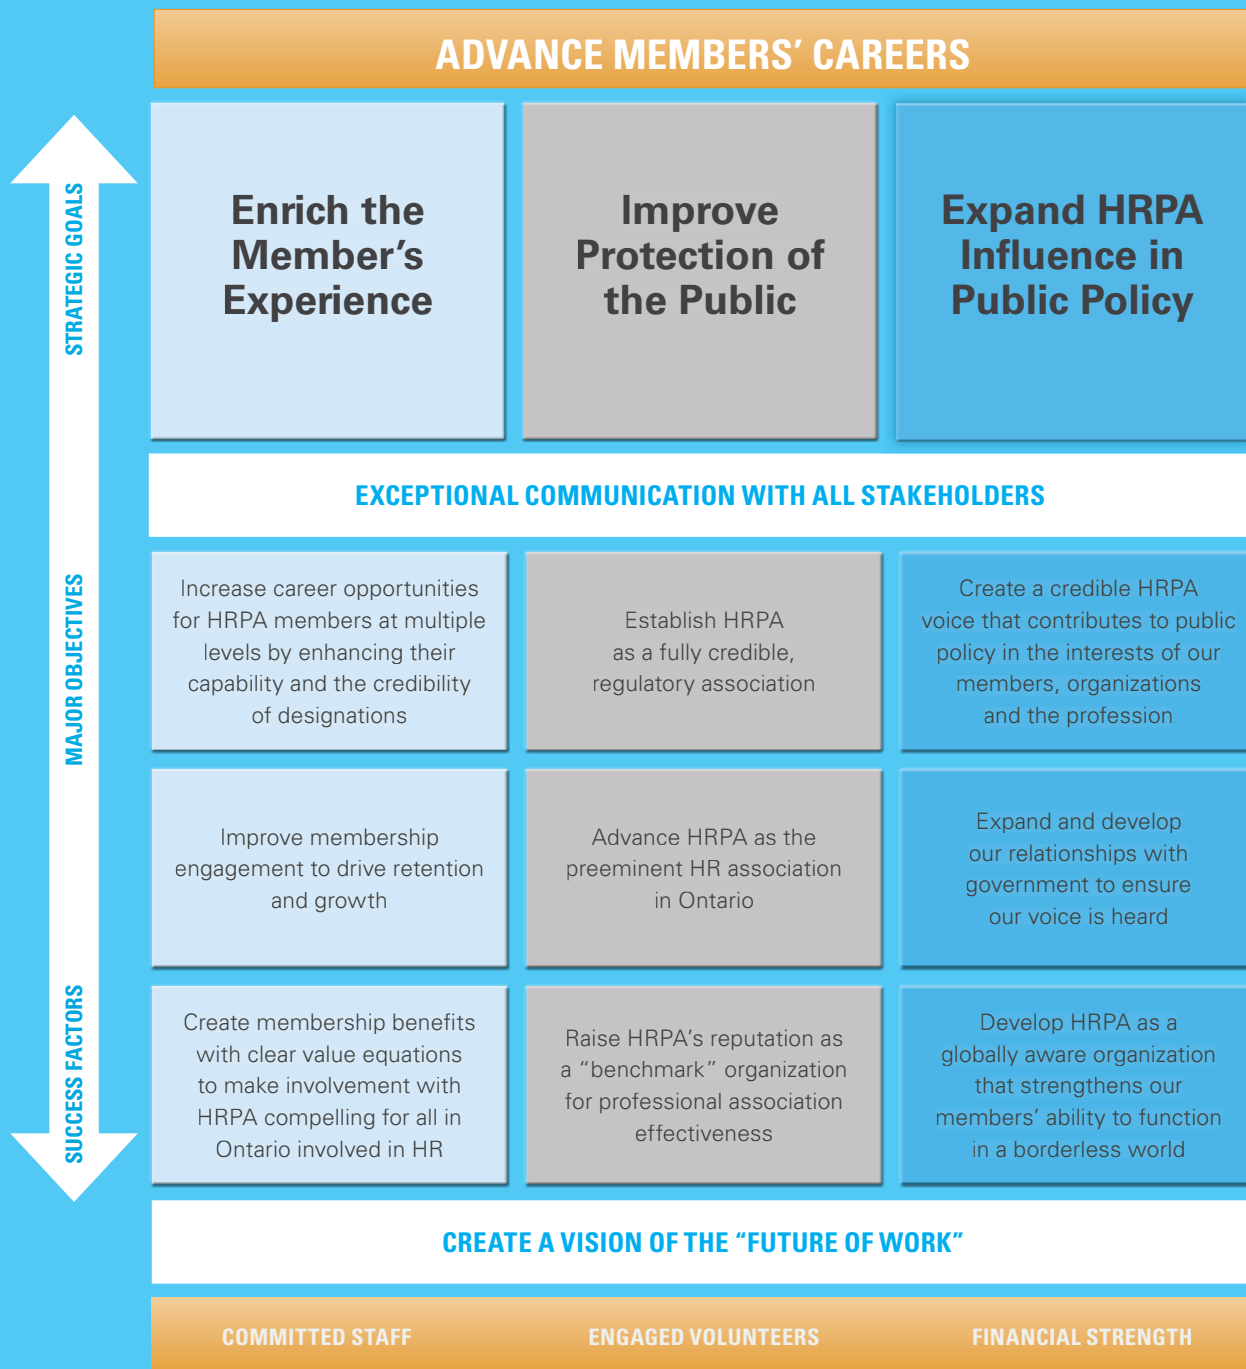 ADVANCE MEMBERS’ CAREERS
STRATEGIC GOALS
Enrich the
Member’s
Experience
Improve
Protection of
the Public
Expand HRPA
Influence in
Public Policy
EXCEPTIONAL COMMUNICATION WITH ALL STAKEHOLDERS
MAJOR OBJECTIVES
Increase career opportunities
for HRPA members at multiple
levels by enhancing their
capability and the credibility
of designations
Establish HRPA
as a fully credible,
regulatory association
Create a credible HRPA
voice that contributes to public
policy in the interests of our
members, organizations
and the profession
Improve membership
engagement to drive retention
and growth
Advance HRPA as the
preeminent HR association
in Ontario
Expand and develop
our relationships with
government to ensure
our voice is heard
SUCCESS FACTORS
Create membership benefits
with clear value equations
to make involvement with
HRPA compelling for all in
Ontario involved in HR
Raise HRPA’s reputation as
a “benchmark” organization
for professional association
effectiveness
Develop HRPA as a
globally aware organization
that strengthens our
members’ ability to function
in a borderless world
CREATE A VISION OF THE “FUTURE OF WORK”
COMMITTED STAFF
ENGAGED VOLUNTEERS
FINANCIAL STRENGTH